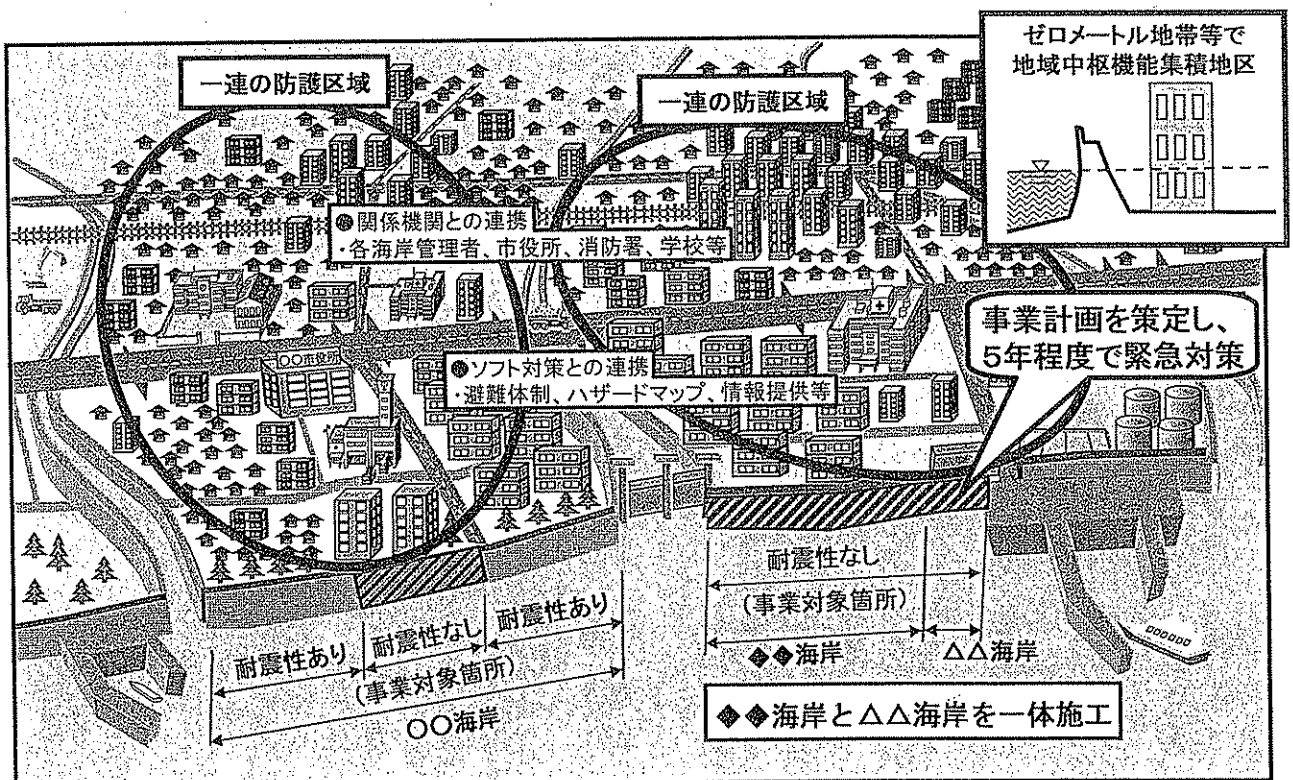 ゼロメートル地帯等で
地域中枢機能集積地区
一連の防護区域
一連の防護区域
●関係機関との連携
・各海岸管理者、市役所、消防署、学校等
事業計画を策定し、
5年程度で緊急対策
〇〇市役所
●ソフト対策との連携
・避難体制、ハザードマップ、情報提供等
耐震性あり
耐震性なし
耐震性あり
(事業対象箇所)
〇〇海岸
耐震性なし
(事業対象箇所)
◆◆海岸
△△海岸
◆◆海岸と△△海岸を一体施工